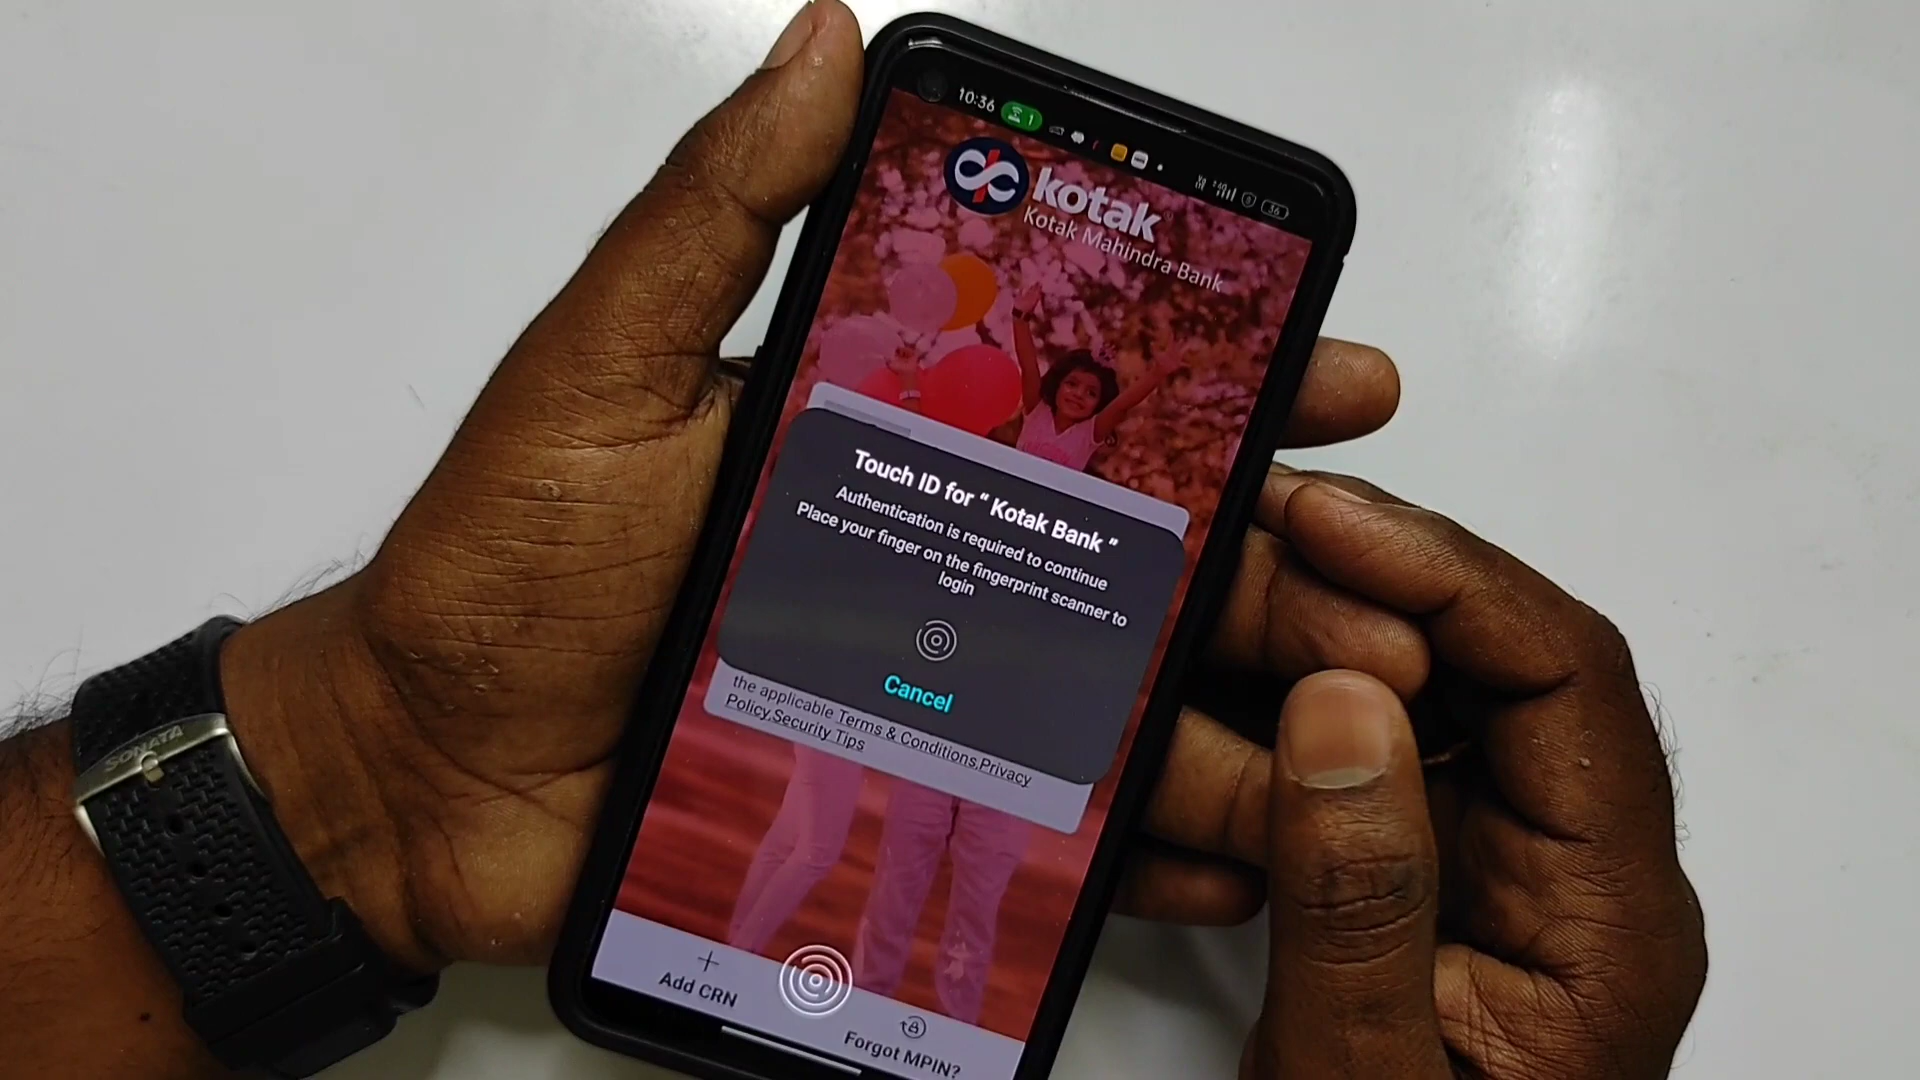 10:36
1
36
kotak
Kotak Mahindra Bank
Touch ID for “ Kotak Bank ”
Authentication is required to continue
Place your finger on the fingerprint scanner to
login
Cancel
the applicable Terms & Conditions,Privacy
Policy,Security Tips
Add CRN
Forgot MPIN?
SONATA